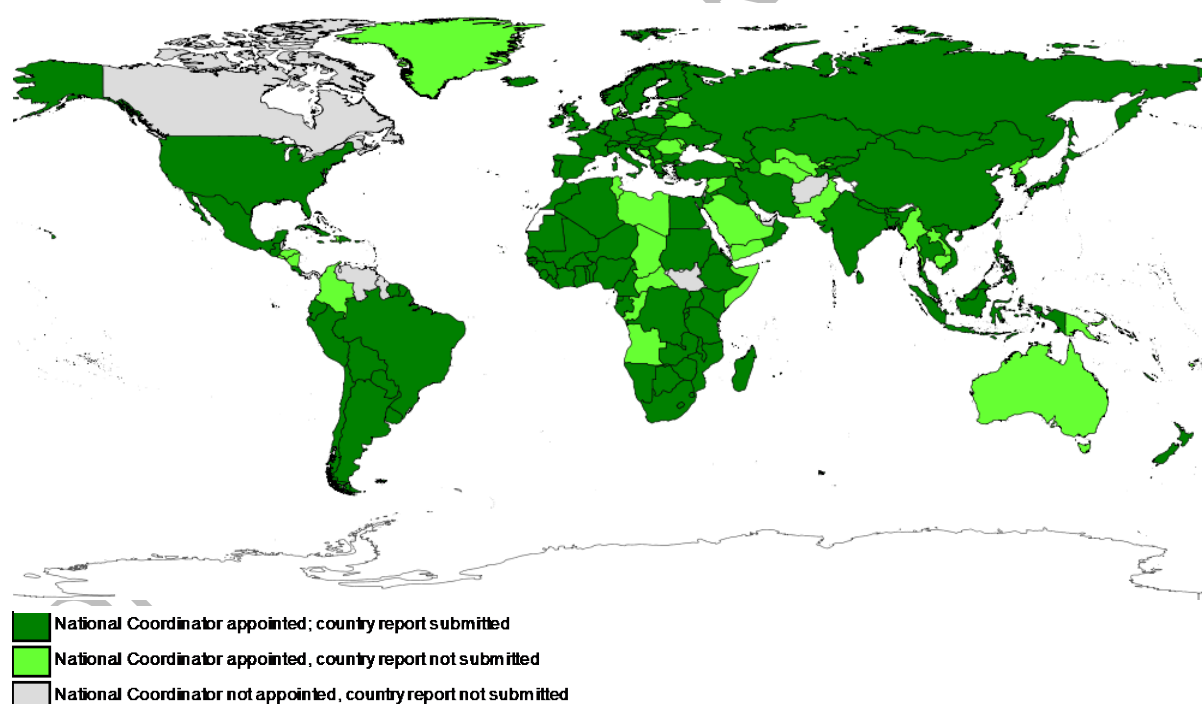 National Coordinator appointed; country report submitted
National Coordinator appointed, country report not submitted
National Coordinator not appointed, country report not submitted